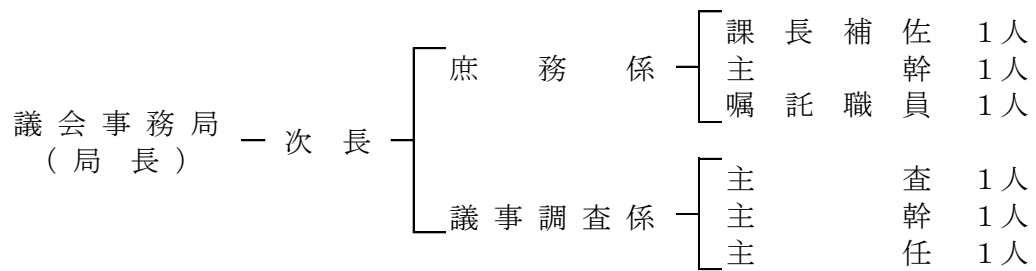 議会事務局
(局長)
次長
庶務係
課長補佐 1人
主幹 1人
嘱託職員 1人
議事調査係
主査 1人
主幹 1人
主任 1人